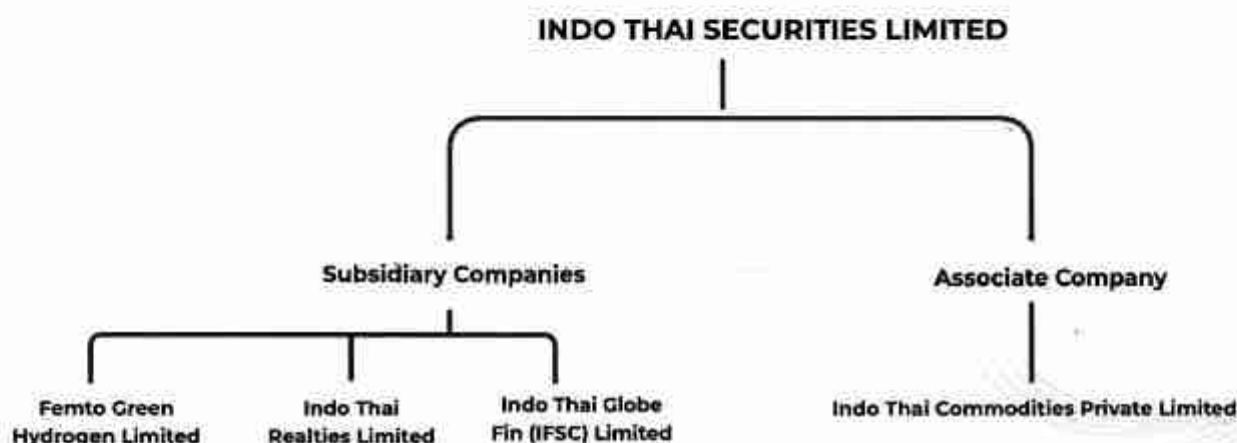 INDO THAI SECURITIES LIMITED
Subsidiary Companies
Associate Company
Femto Green
Hydrogen Limited
Indo Thai
Realties Limited
Indo Thai Globe
Fin (IFSC) Limited
Indo Thai Commodities Private Limited